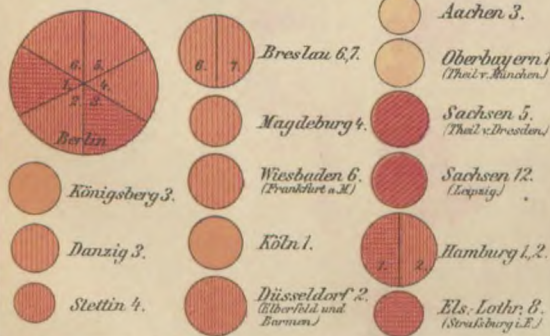 6. 5.
1. 4.
2. 3.
Berlin
Königsberg 3.
Danzig 3.
Stettin 4.
6. 7.
Breslau 6,7.
Magdeburg 4.
Wiesbaden 6.
(Frankfurt a.M)
Köln 1.
Düsseldorf 2.
(Elberfeld und
Barmen)
Aachen 3.
Oberbayern 1
(Theil v. München)
Sachsen 5.
(Theil v. Dresden)
Sachsen 12.
(Leipzig)
1. 2.
Hamburg 1, 2.
Els.-Lothr. 8.
(Straßburg i.E.)